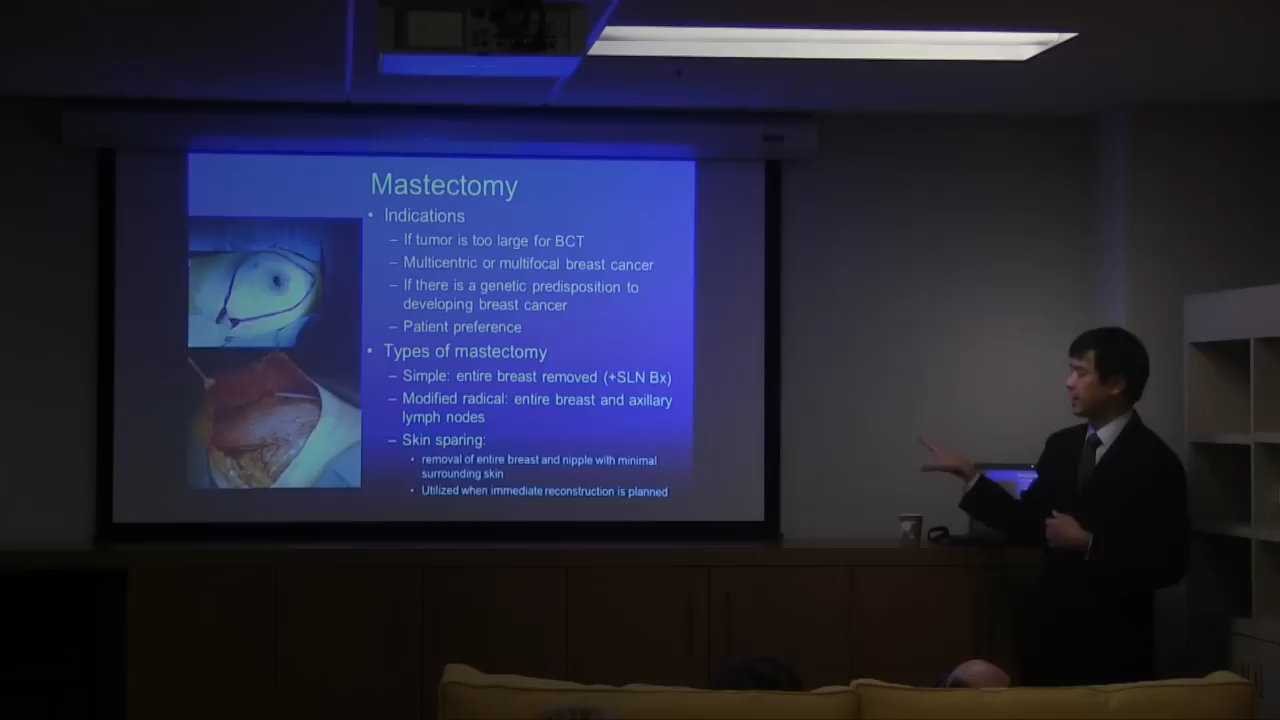 Mastectomy
• Indications
– If tumor is too large for BCT
– Multicentric or multifocal breast cancer
– If there is a genetic predisposition to
developing breast cancer
– Patient preference
• Types of mastectomy
– Simple: entire breast removed (+SLN Bx)
– Modified radical: entire breast and axillary
lymph nodes
– Skin sparing:
• removal of entire breast and nipple with minimal
surrounding skin
• Utilized when immediate reconstruction is planned